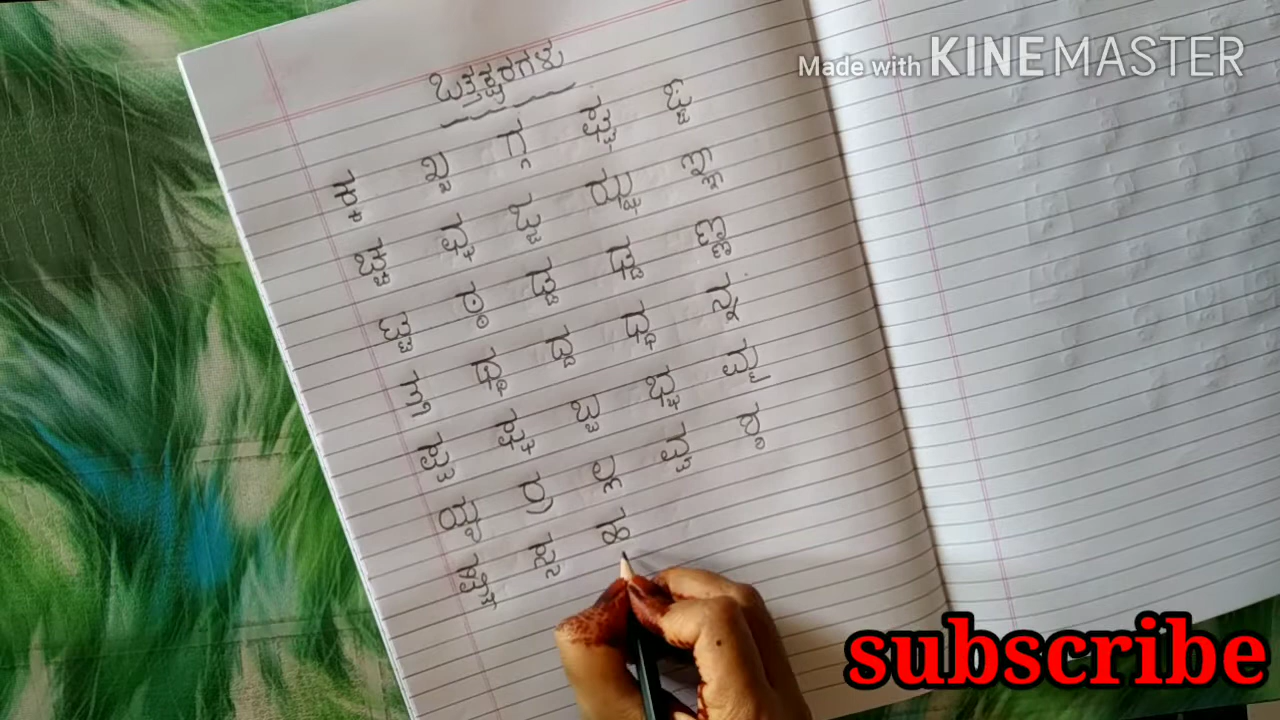 Made with KINEMASTER
ಒತ್ತಕ್ಷರಗಳು
ಕ್ಕ ಖ್ಖ ಗ್ಗ ಘ್ಘ ಙ್ಙ
ಚ್ಚ ಛ್ಛ ಜ್ಜ ಝ್ಝ ಞ್ಞ
ಟ್ಟ ಠ್ಠ ಡ್ಡ ಢ್ಢ ಣ್ಣ
ತ್ತ ಥ್ಥ ದ್ದ ಧ್ಧ ನ್ನ
ಪ್ಪ ಫ್ಫ ಬ್ಬ ಭ್ಭ ಮ್ಮ
ಯ್ಯ ರ್ರ ಲ್ಲ ವ್ವ ಶ್ಶ
ಷ್ಷ ಸ್ಸ ಹ
subscribe